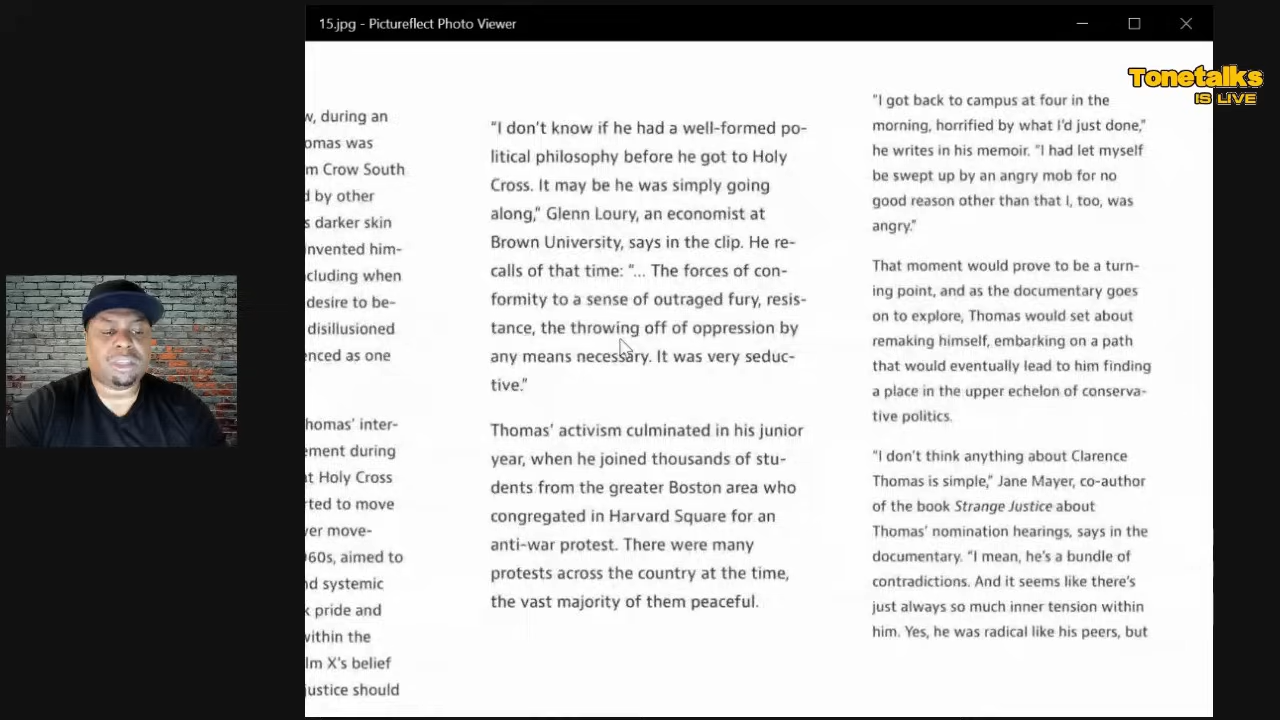 15.jpg - Pictureflect Photo Viewer
Tonetalks
IS LIVE
w, during an
omas was
m Crow South
d by other
s darker skin
nvented him-
cluding when
desire to be-
disillusioned
enced as one
homas' inter-
ement during
t Holy Cross
rted to move
er move-
960s, aimed to
nd systemic
k pride and
within the
lm X's belief
justice should
"I don't know if he had a well-formed po-
litical philosophy before he got to Holy
Cross. It may be he was simply going
along," Glenn Loury, an economist at
Brown University, says in the clip. He re-
calls of that time: "... The forces of con-
formity to a sense of outraged fury, resis-
tance, the throwing off of oppression by
any means necessary. It was very seduc-
tive."
Thomas' activism culminated in his junior
year, when he joined thousands of stu-
dents from the greater Boston area who
congregated in Harvard Square for an
anti-war protest. There were many
protests across the country at the time,
the vast majority of them peaceful.
"I got back to campus at four in the
morning, horrified by what I'd just done,"
he writes in his memoir. "I had let myself
be swept up by an angry mob for no
good reason other than that I, too, was
angry."
That moment would prove to be a turn-
ing point, and as the documentary goes
on to explore, Thomas would set about
remaking himself, embarking on a path
that would eventually lead to him finding
a place in the upper echelon of conserva-
tive politics.
"I don't think anything about Clarence
Thomas is simple," Jane Mayer, co-author
of the book Strange Justice about
Thomas' nomination hearings, says in the
documentary. "I mean, he's a bundle of
contradictions. And it seems like there's
just always so much inner tension within
him. Yes, he was radical like his peers, but